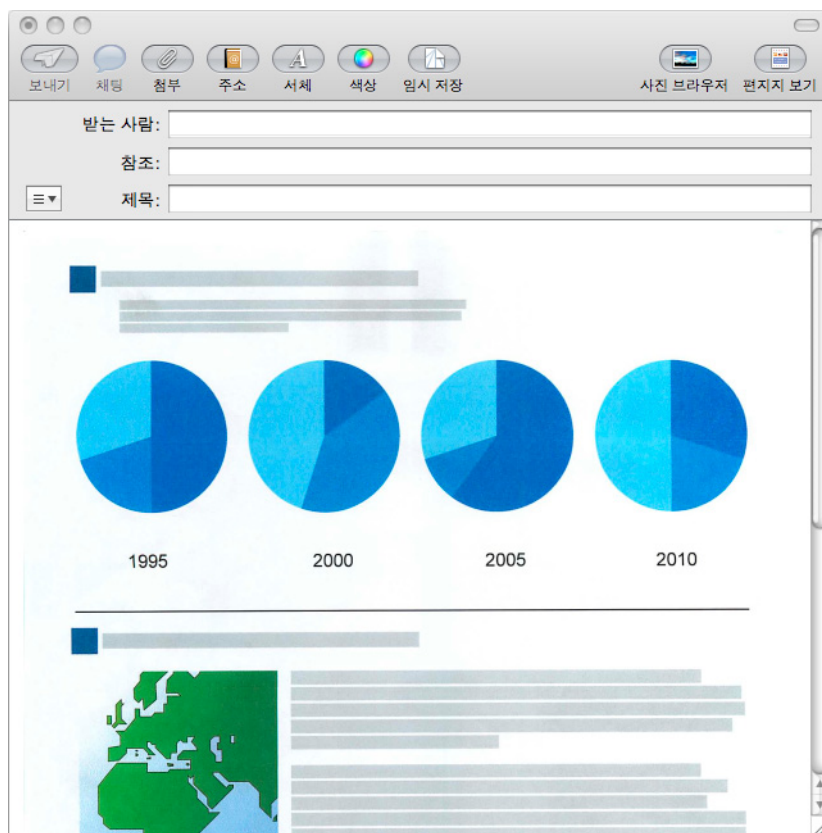 보내기 채팅 첨부 주소 서체 색상 임시 저장 사진 브라우저 편지지 보기
받는 사람:
참조:
제목:
1995 2000 2005 2010